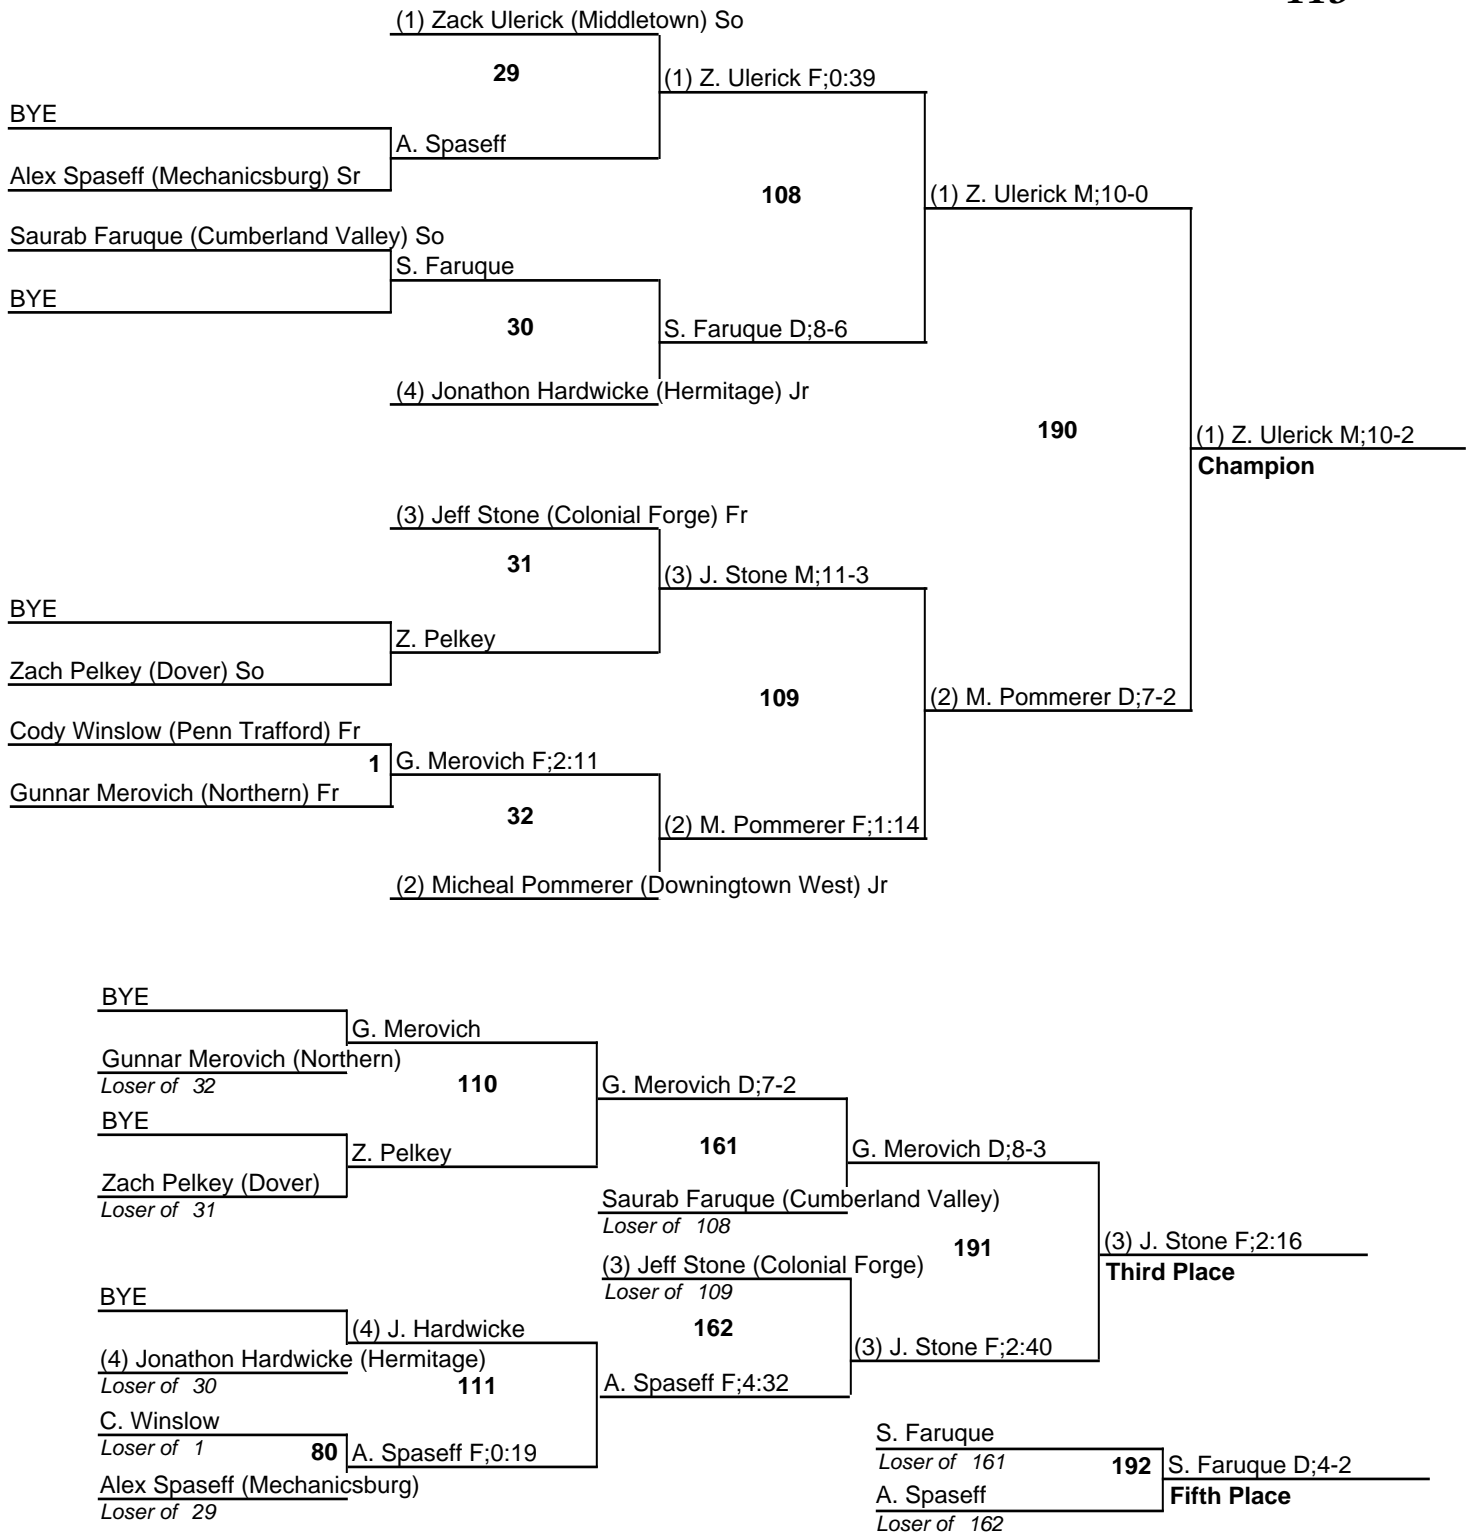 (1) Zack Ulerick (Middletown) So
29
(1) Z. Ulerick F;0:39
BYE
A. Spaseff
Alex Spaseff (Mechanicsburg) Sr
108
(1) Z. Ulerick M;10-0
Saurab Faruque (Cumberland Valley) So
S. Faruque
BYE
30
S. Faruque D;8-6
(4) Jonathon Hardwicke (Hermitage) Jr
190
(1) Z. Ulerick M;10-2
Champion
(3) Jeff Stone (Colonial Forge) Fr
31
(3) J. Stone M;11-3
BYE
Z. Pelkey
Zach Pelkey (Dover) So
109
(2) M. Pommerer D;7-2
Cody Winslow (Penn Trafford) Fr
1
G. Merovich F;2:11
Gunnar Merovich (Northern) Fr
32
(2) M. Pommerer F;1:14
(2) Micheal Pommerer (Downingtown West) Jr
BYE
G. Merovich
Gunnar Merovich (Northern)
Loser of 32
110
G. Merovich D;7-2
BYE
Z. Pelkey
161
G. Merovich D;8-3
Zach Pelkey (Dover)
Loser of 31
Saurab Faruque (Cumberland Valley)
Loser of 108
191
(3) J. Stone F;2:16
Third Place
(3) Jeff Stone (Colonial Forge)
Loser of 109
BYE
(4) J. Hardwicke
162
(3) J. Stone F;2:40
(4) Jonathon Hardwicke (Hermitage)
Loser of 30
111
A. Spaseff F;4:32
C. Winslow
Loser of 1
80
A. Spaseff F;0:19
Alex Spaseff (Mechanicsburg)
Loser of 29
S. Faruque
Loser of 161
192
S. Faruque D;4-2
Fifth Place
A. Spaseff
Loser of 162